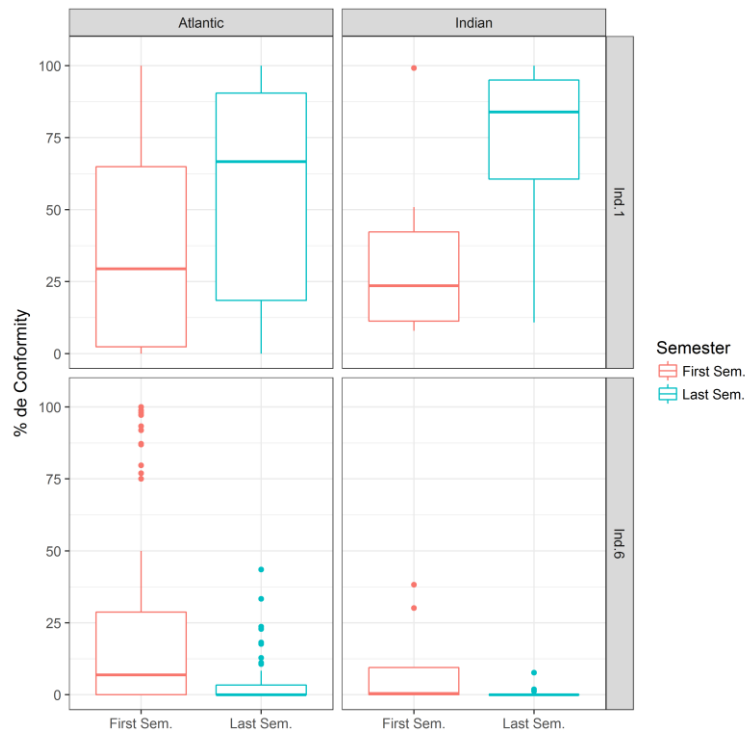 Atlantic
Indian
% de Conformity
100
75
50
25
0
Ind.1
100
75
50
25
0
Ind.6
First Sem.
Last Sem.
First Sem.
Last Sem.
Semester
First Sem.
Last Sem.